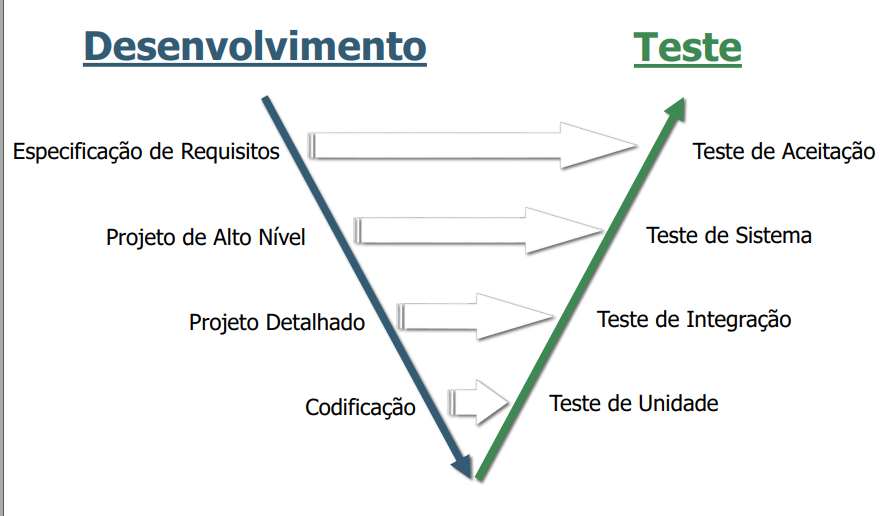 Desenvolvimento
Teste
Especificação de Requisitos
Teste de Aceitação
Projeto de Alto Nível
Teste de Sistema
Projeto Detalhado
Teste de Integração
Codificação
Teste de Unidade